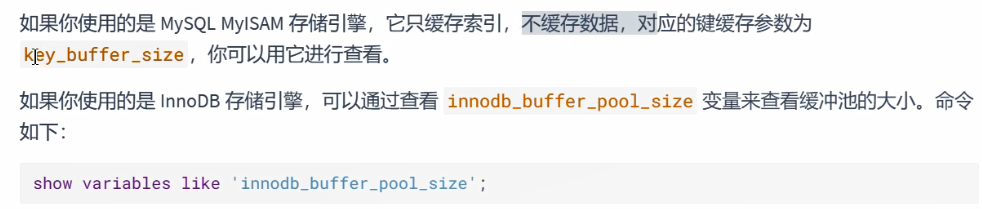 如果你使用的是 MySQL MyISAM 存储引擎，它只缓存索引，不缓存数据，对应的键缓存参数为
key_buffer_size，你可以用它进行查看。
如果你使用的是 InnoDB 存储引擎，可以通过查看 innodb_buffer_pool_size 变量来查看缓冲池的大小。命令
如下：
show variables like 'innodb_buffer_pool_size';